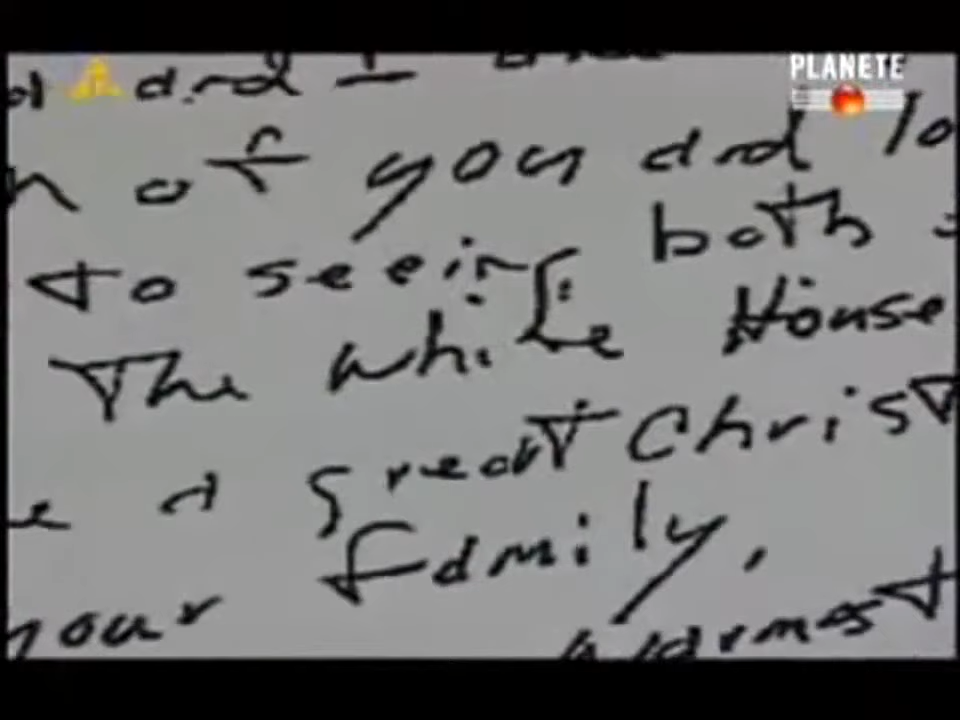 PLANETE
and I
of you and lo
to seeing both
The white House
e a great Christ
your family,
warmest